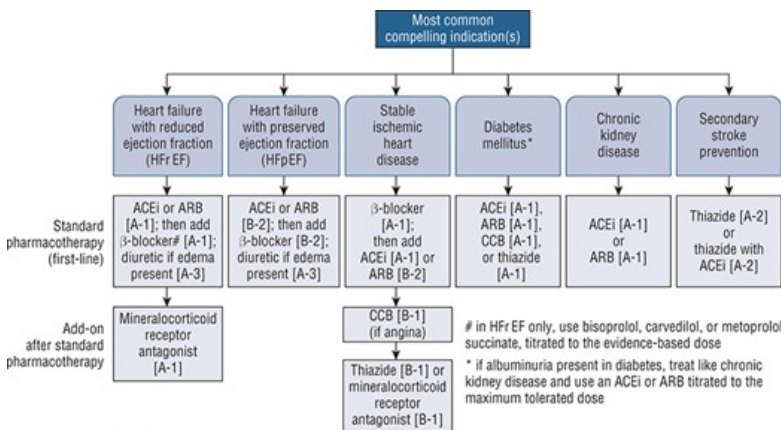 Most common
compelling indication(s)
Heart failure
with reduced
ejection fraction
(HFrEF)
Heart failure
with preserved
ejection fraction
(HFpEF)
Stable
ischemic
heart
disease
Diabetes
mellitus*
Chronic
kidney
disease
Secondary
stroke
prevention
Standard
pharmacotherapy
(first-line)
ACEi or ARB
[A-1]; then add
β-blocker# [A-1];
diuretic if edema
present [A-3]
ACEi or ARB
[B-2]; then add
β-blocker [B-2];
diuretic if edema
present [A-3]
β-blocker
[A-1];
then add
ACEi [A-1] or
ARB [B-2]
ACEi [A-1],
ARB [A-1],
CCB [A-1],
or thiazide
[A-1]
ACEi [A-1]
or
ARB [A-1]
Thiazide [A-2]
or
thiazide with
ACEi [A-2]
Add-on
after standard
pharmacotherapy
Mineralocorticoid
receptor
antagonist
[A-1]
CCB [B-1]
(if angina)
Thiazide [B-1] or
mineralocorticoid
receptor
antagonist [B-1]
# in HFrEF only, use bisoprolol, carvedilol, or metoprolol
succinate, titrated to the evidence-based dose
* if albuminuria present in diabetes, treat like chronic
kidney disease and use an ACEi or ARB titrated to the
maximum tolerated dose